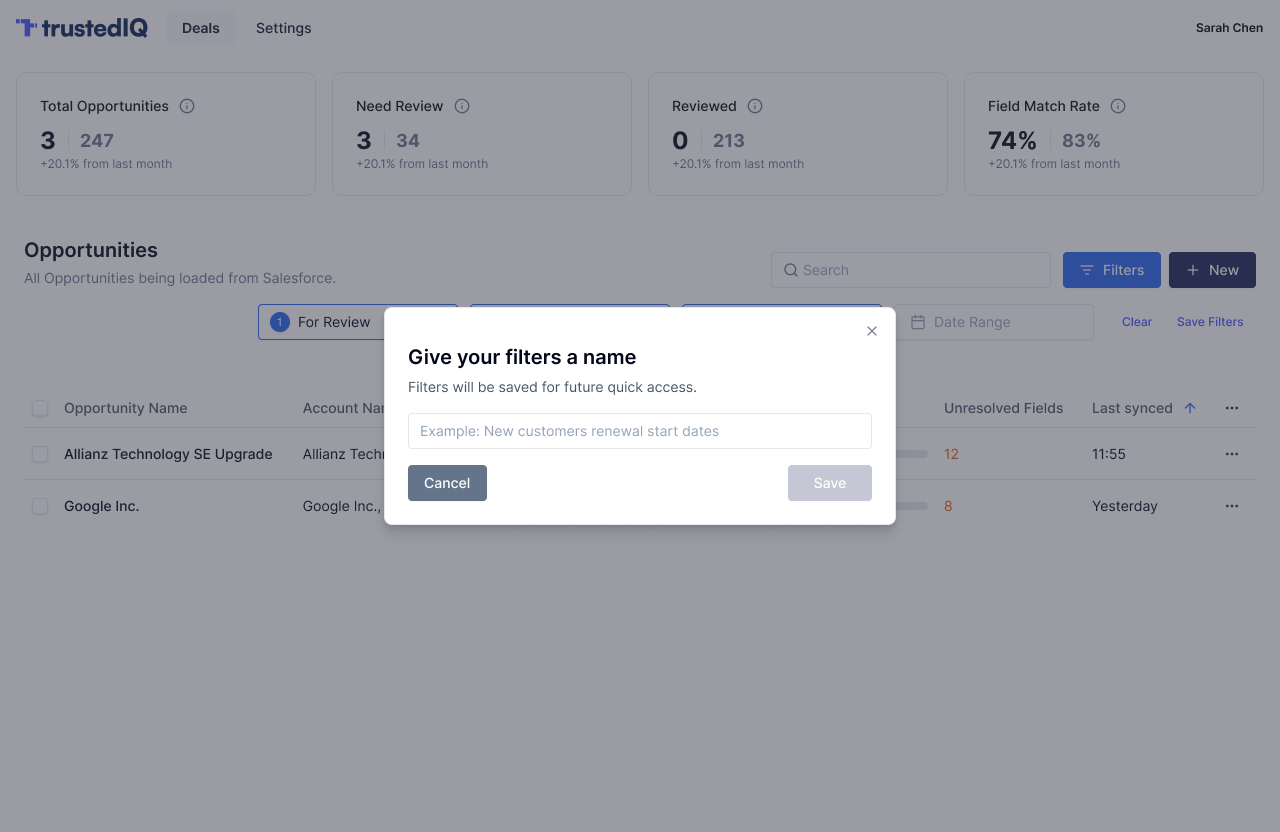 trustedIQ Deals Settings Sarah Chen
Total Opportunities Need Review Reviewed Field Match Rate
3 247 3 34 0 213 74% 83%
+20.1% from last month +20.1% from last month +20.1% from last month +20.1% from last month
Opportunities
All Opportunities being loaded from Salesforce.
Search Filters New
1 For Review Date Range Clear Save Filters
Give your filters a name
Filters will be saved for future quick access.
Example: New customers renewal start dates
Cancel Save
Opportunity Name Account Unresolved Fields Last synced
Allianz Technology SE Upgrade Allianz 12 11:55
Google Inc. Google Inc., 8 Yesterday